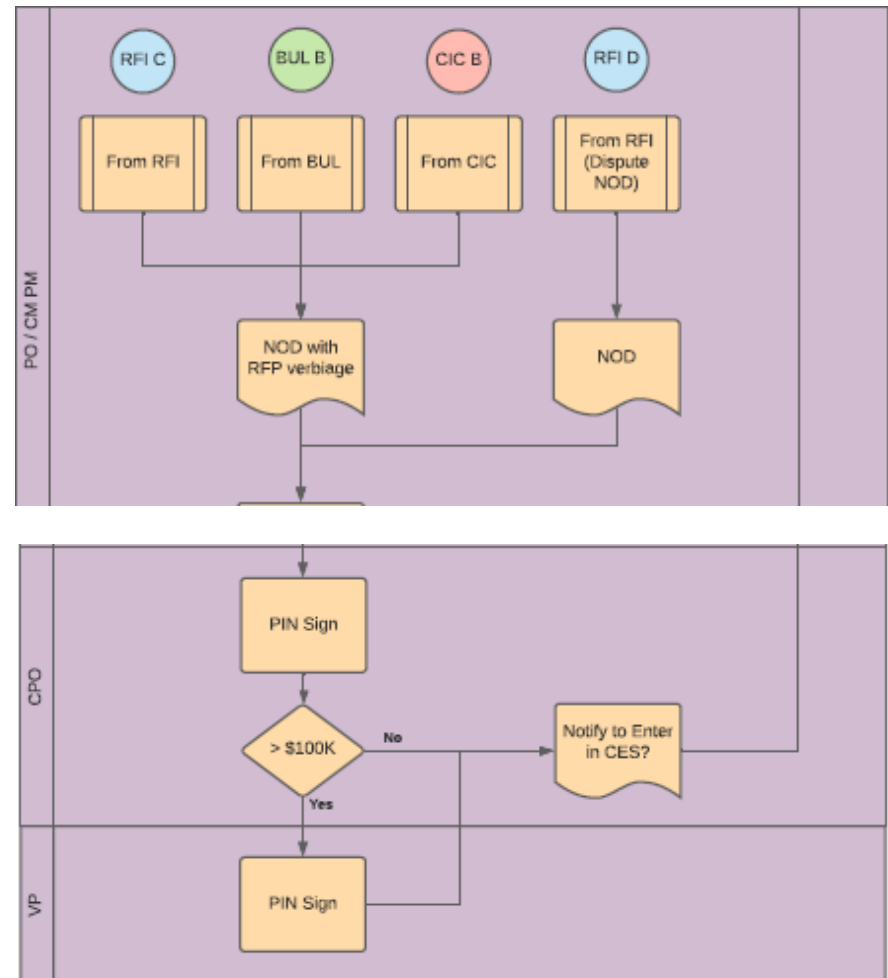 RFI C
BUL B
CIC B
RFI D
From RFI
From BUL
From CIC
From RFI
(Dispute
NOD)
PO / CM PM
NOD with
RFP verbiage
NOD
PIN Sign
CPO
> $100K
No
Notify to Enter
in CES?
Yes
VP
PIN Sign